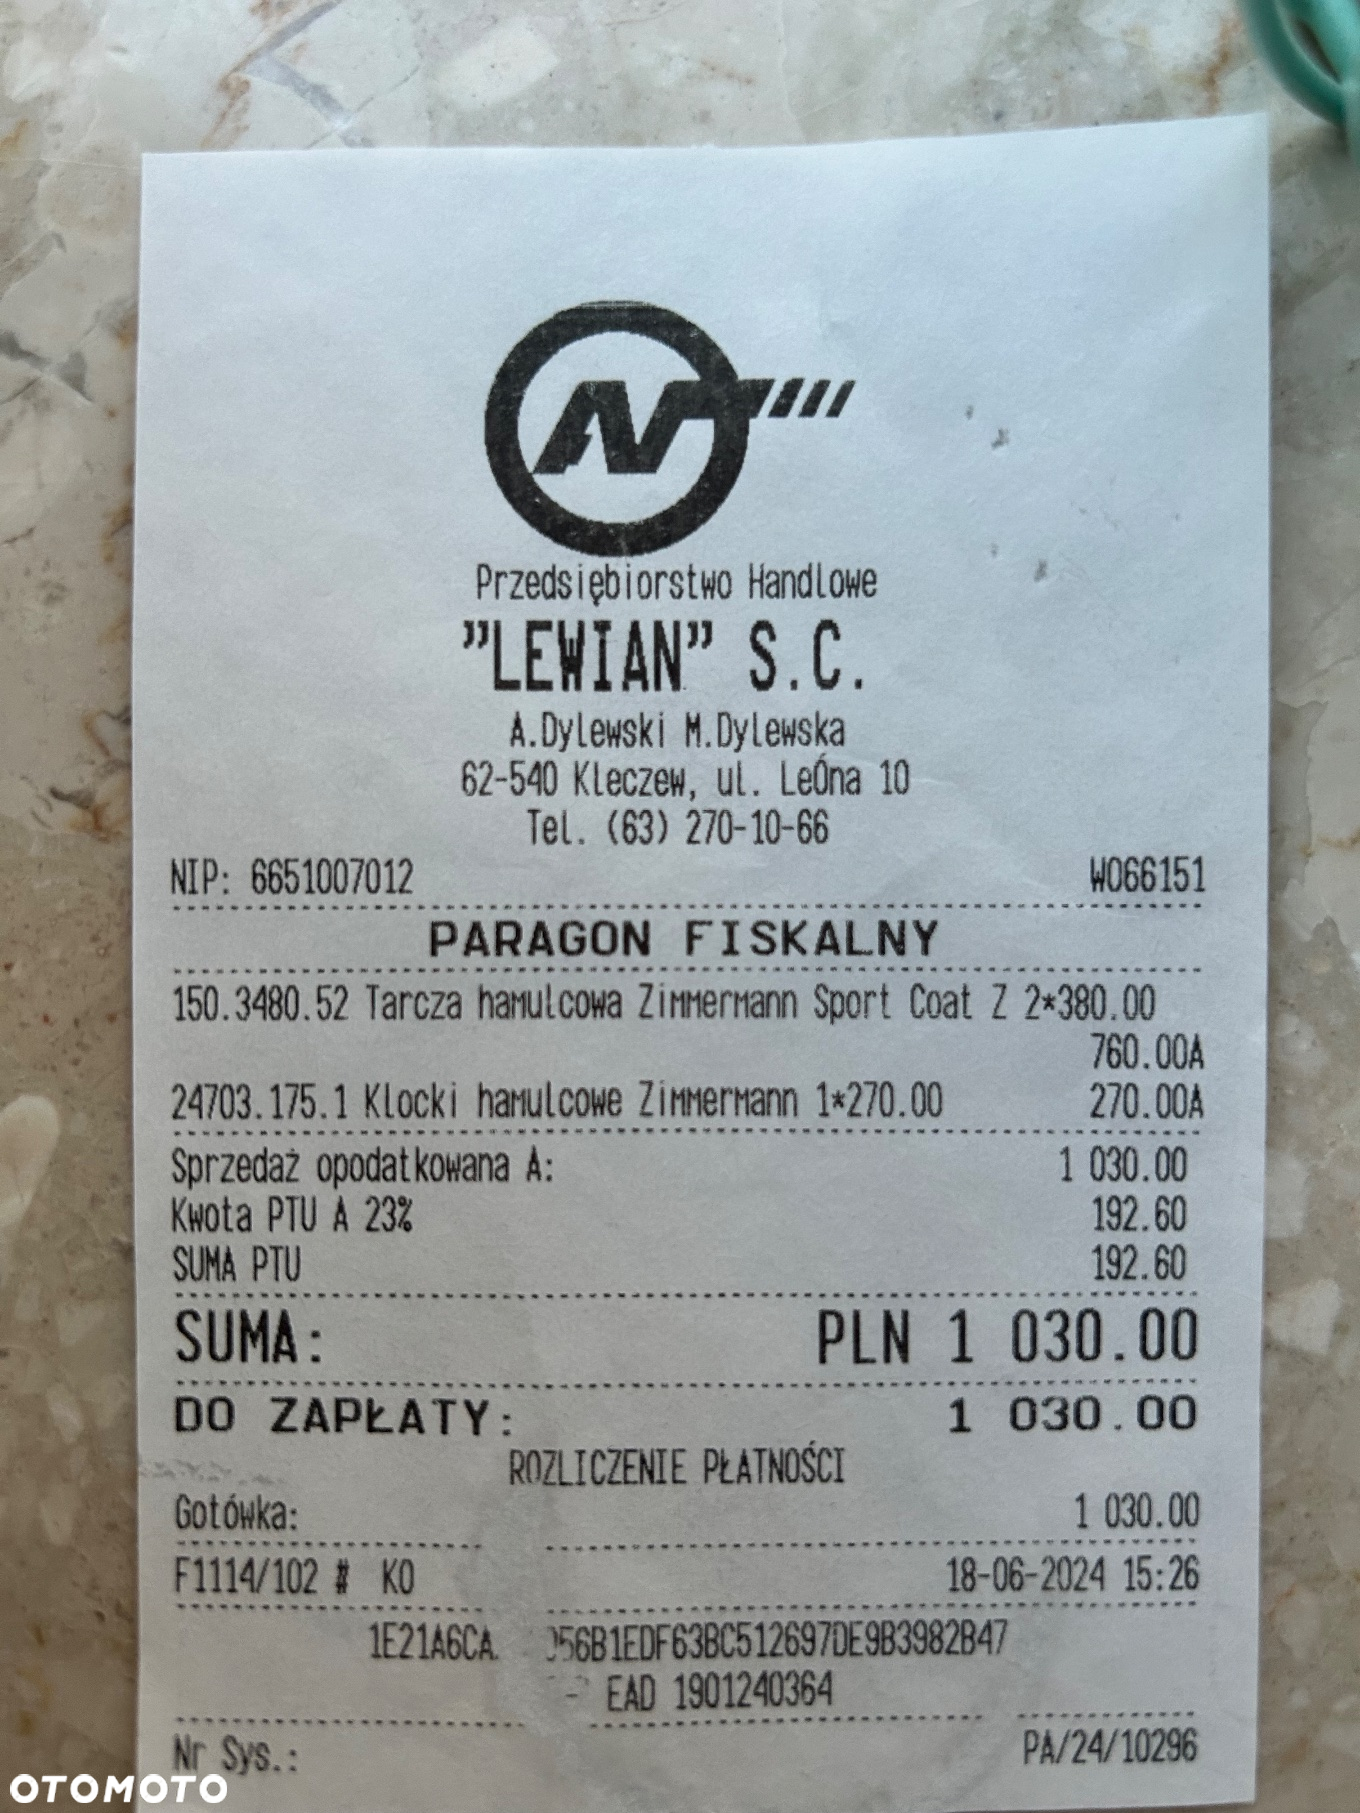 Przedsiębiorstwo Handlowe
"LEWIAN" S.C.
A.Dylewski M.Dylewska
62-540 Kleczew, ul. LeÓna 10
Tel. (63) 270-10-66
NIP: 6651007012 W066151
PARAGON FISKALNY
150.3480.52 Tarcza hamulcowa Zimmermann Sport Coat Z 2*380.00
760.00A
24703.175.1 Klocki hamulcowe Zimmermann 1*270.00 270.00A
Sprzedaż opodatkowana A: 1 030.00
Kwota PTU A 23% 192.60
SUMA PTU 192.60
SUMA: PLN 1 030.00
DO ZAPŁATY: 1 030.00
ROZLICZENIE PŁATNOŚCI
Gotówka: 1 030.00
F1114/102 # K0 18-06-2024 15:26
1E21A6CA 56B1EDF63BC512697DE9B3982B47
EAD 1901240364
Nr Sys.: PA/24/10296
OTOMOTO